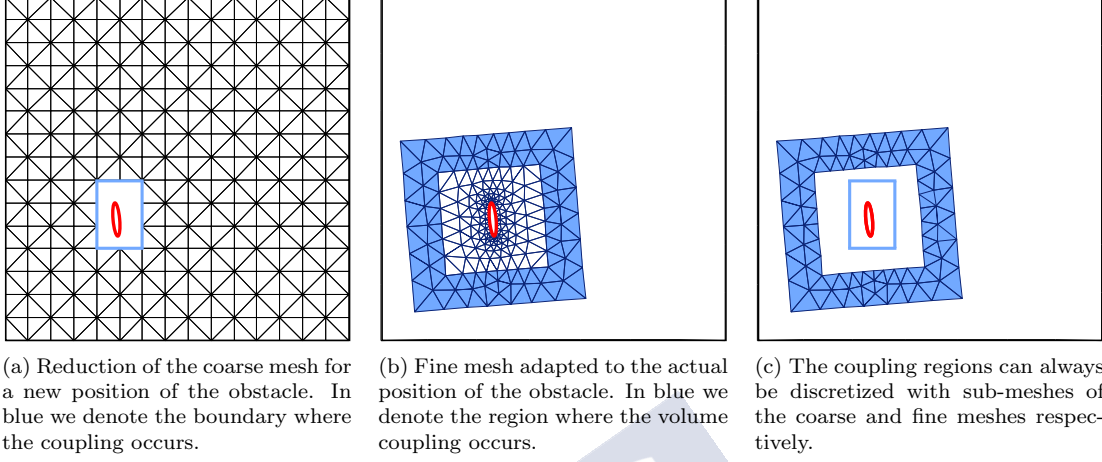 (a) Reduction of the coarse mesh for
a new position of the obstacle. In
blue we denote the boundary where
the coupling occurs.
(b) Fine mesh adapted to the actual
position of the obstacle. In blue we
denote the region where the volume
coupling occurs.
(c) The coupling regions can always
be discretized with sub-meshes of
the coarse and fine meshes respec-
tively.